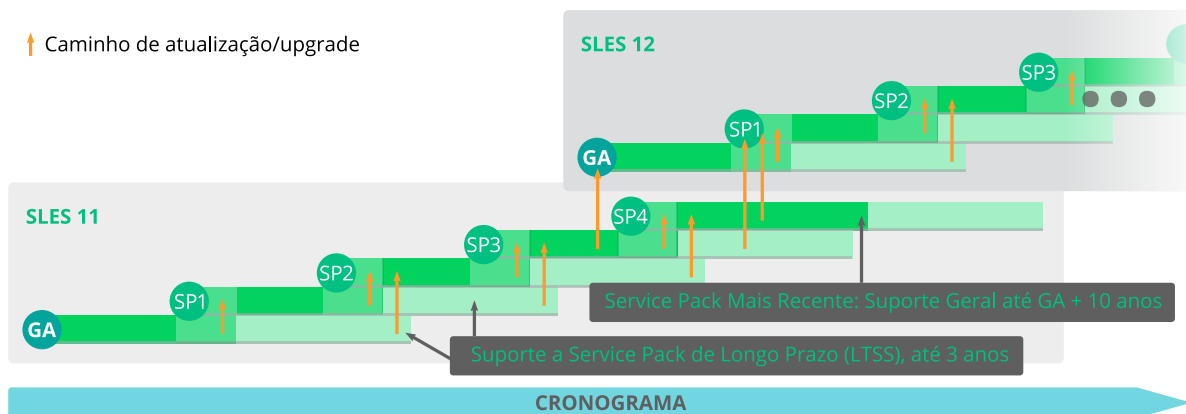 Caminho de atualização/upgrade
SLES 12
SP3
SP2
SP1
GA
SLES 11
SP4
SP3
SP2
SP1
GA
Service Pack Mais Recente: Suporte Geral até GA + 10 anos
Suporte a Service Pack de Longo Prazo (LTSS), até 3 anos
CRONOGRAMA